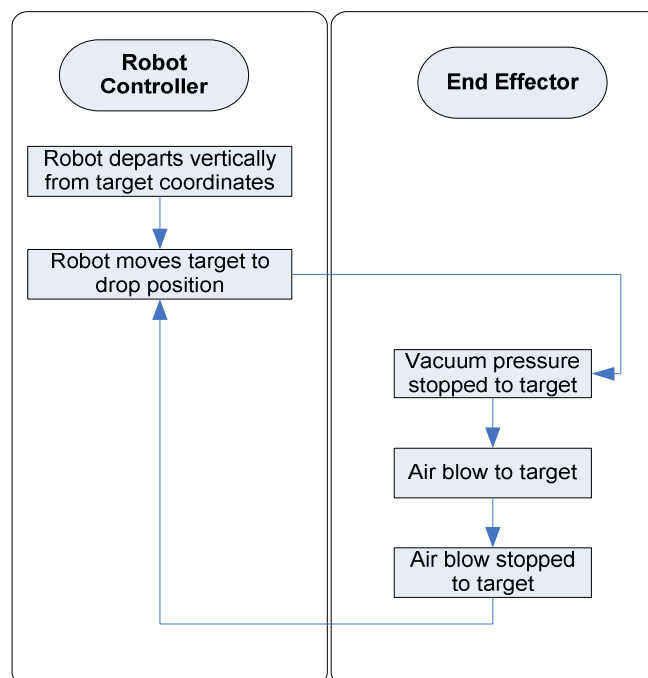 Robot
Controller
End Effector
Robot departs vertically
from target coordinates
Robot moves target to
drop position
Vacuum pressure
stopped to target
Air blow to target
Air blow stopped
to target